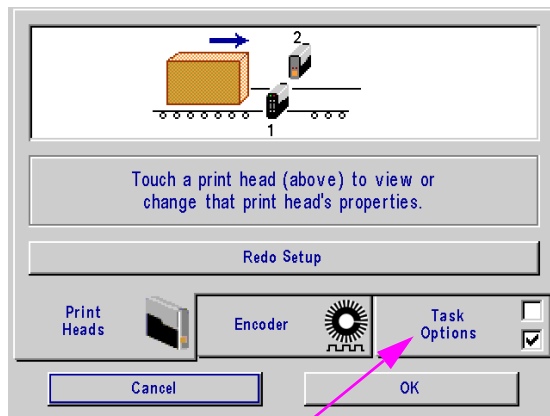 2
1
Touch a print head (above) to view or
change that print head's properties.
Redo Setup
Print
Heads
Encoder
Task
Options
Cancel
OK